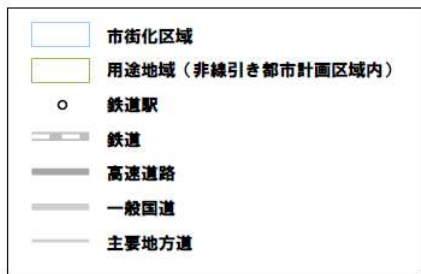 市街化区域
用途地域（非線引き都市計画区域内）
鉄道駅
鉄道
高速道路
一般国道
主要地方道